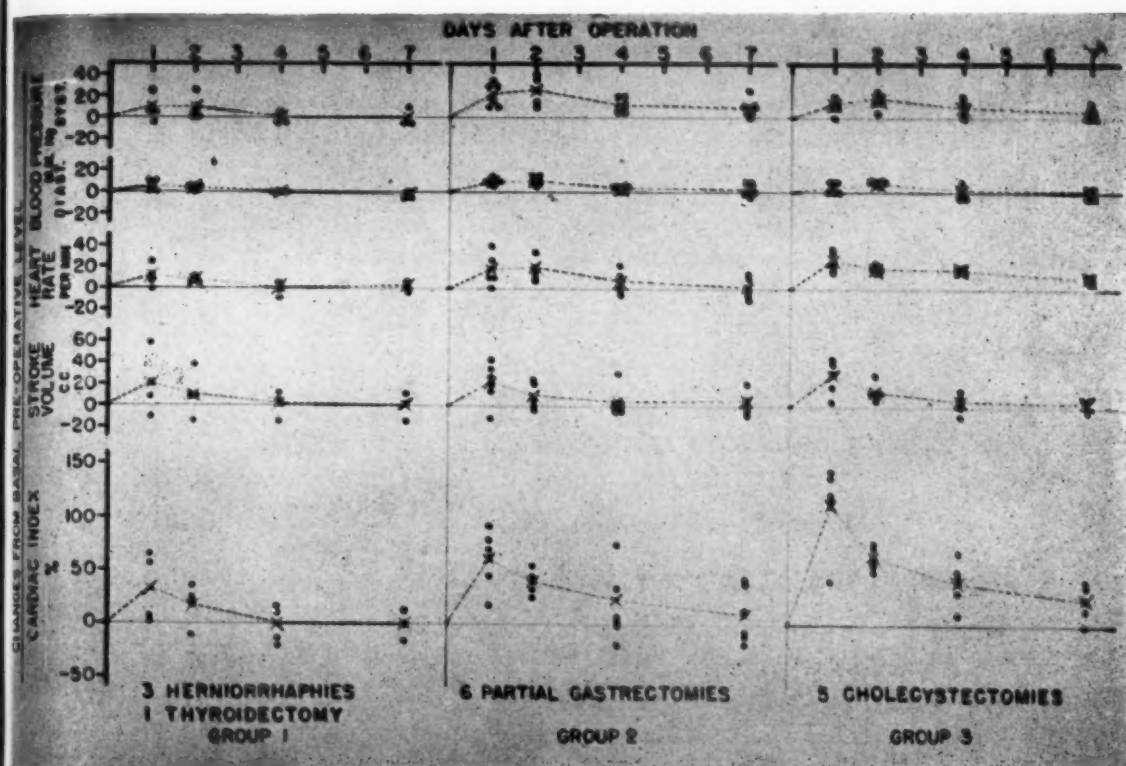 DAYS AFTER OPERATION
1 2 3 4 5 6 7 1 2 3 4 5 6 7 1 2 3 4 5 6
CHANGES FROM BASAL PRE-OPERATIVE LEVEL
BLOOD PRESSURE
SYST.
40
20
0
-20
DIAST.
20
0
-20
HEART
RATE
PER MIN
40
20
0
-20
STROKE
VOLUME
C.C.
60
40
20
0
-20
CARDIAC INDEX
%
150
100
50
0
-50
3 HERNIORRHAPHIES
1 THYROIDECTOMY
GROUP 1
6 PARTIAL GASTRECTOMIES
GROUP 2
5 CHOLECYSTECTOMIES
GROUP 3